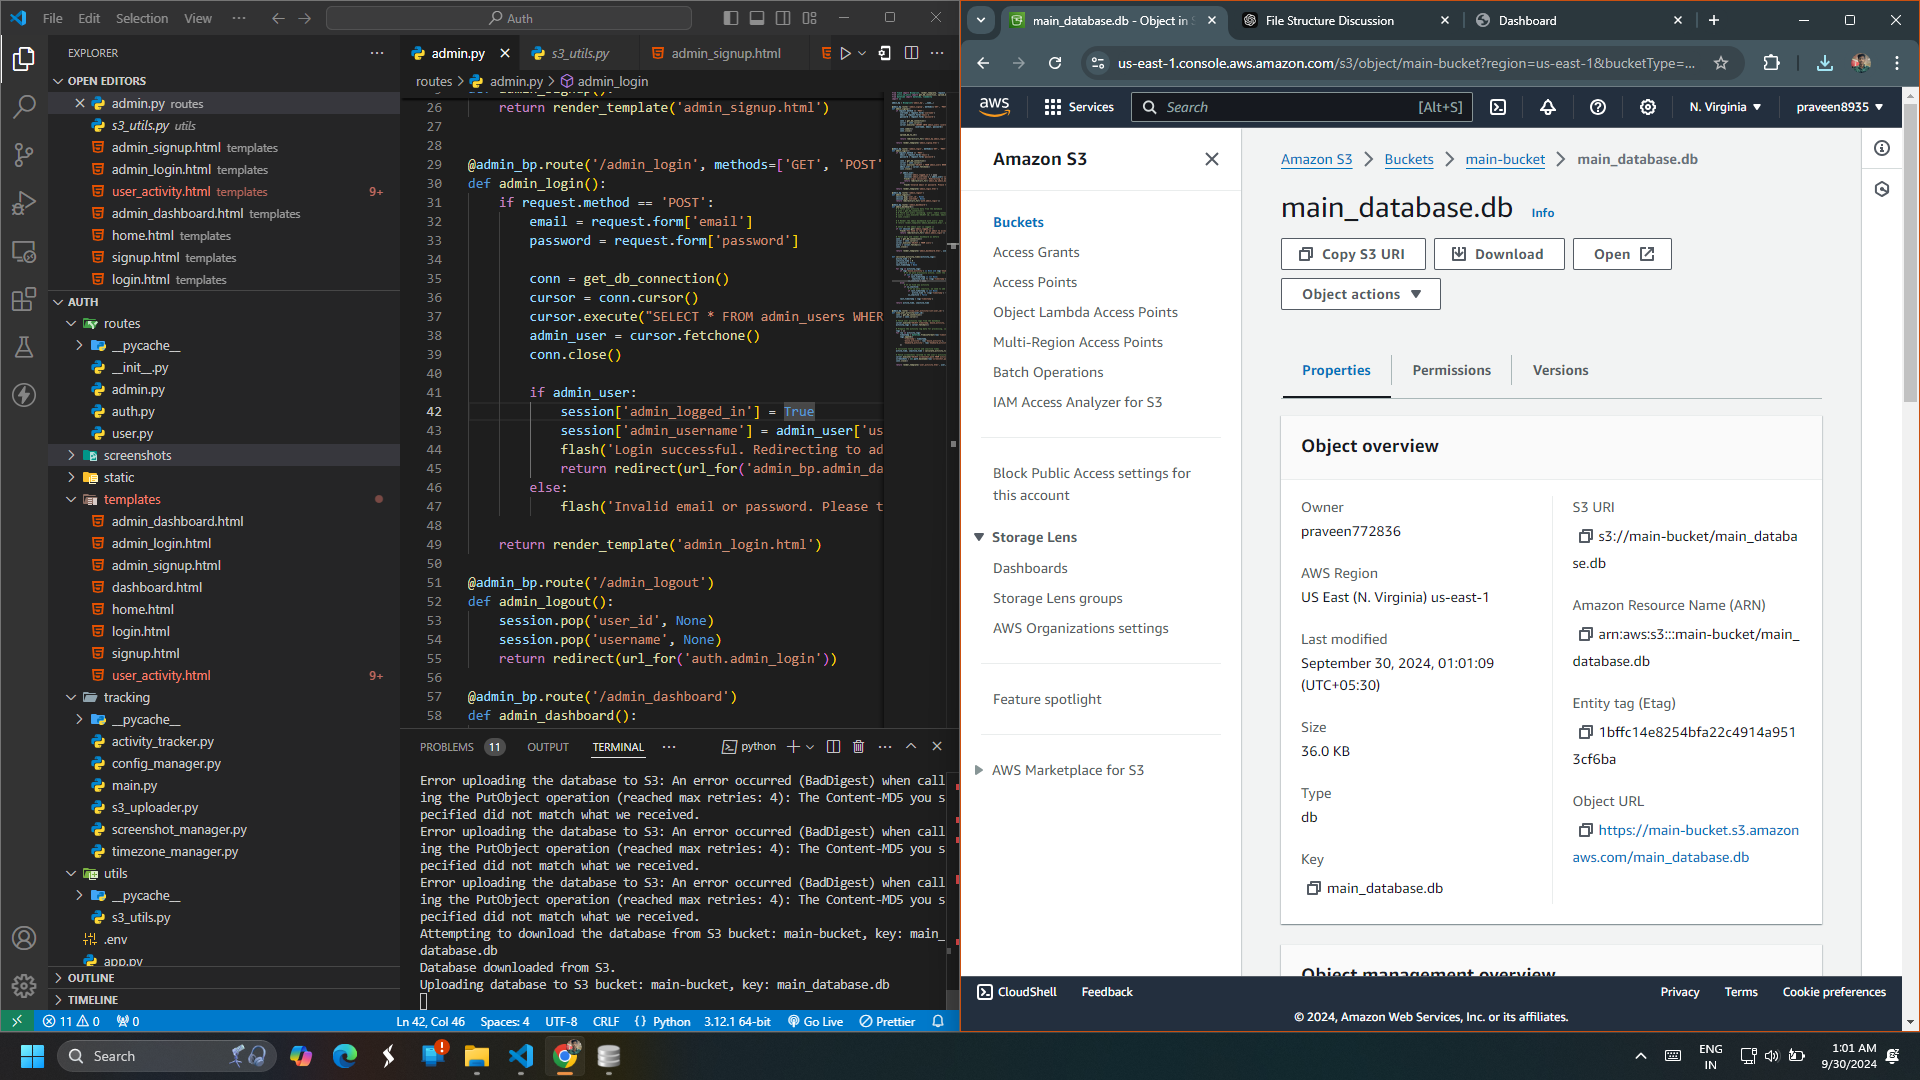 File Edit Selection View ··· Auth
EXPLORER
OPEN EDITORS
admin.py routes
s3_utils.py utils
admin_signup.html templates
admin_login.html templates
user_activity.html templates 9+
admin_dashboard.html templates
home.html templates
signup.html templates
login.html templates
AUTH
routes
__pycache__
__init__.py
admin.py
auth.py
user.py
screenshots
static
templates
admin_dashboard.html
admin_login.html
admin_signup.html
dashboard.html
home.html
login.html
signup.html
user_activity.html 9+
tracking
__pycache__
activity_tracker.py
config_manager.py
main.py
s3_uploader.py
screenshot_manager.py
timezone_manager.py
utils
__pycache__
s3_utils.py
.env
app.py
OUTLINE
TIMELINE
admin.py s3_utils.py admin_signup.html
routes > admin.py > admin_login
26 return render_template('admin_signup.html')
27
28
29 @admin_bp.route('/admin_login', methods=['GET', 'POST'
30 def admin_login():
31 if request.method == 'POST':
32 email = request.form['email']
33 password = request.form['password']
34
35 conn = get_db_connection()
36 cursor = conn.cursor()
37 cursor.execute("SELECT * FROM admin_users WHER
38 admin_user = cursor.fetchone()
39 conn.close()
40
41 if admin_user:
42 session['admin_logged_in'] = True
43 session['admin_username'] = admin_user['us
44 flash('Login successful. Redirecting to ad
45 return redirect(url_for('admin_bp.admin_da
46 else:
47 flash('Invalid email or password. Please t
48
49 return render_template('admin_login.html')
50
51 @admin_bp.route('/admin_logout')
52 def admin_logout():
53 session.pop('user_id', None)
54 session.pop('username', None)
55 return redirect(url_for('auth.admin_login'))
56
57 @admin_bp.route('/admin_dashboard')
58 def admin_dashboard():
PROBLEMS 11 OUTPUT TERMINAL ··· python
Error uploading the database to S3: An error occurred (BadDigest) when call
ing the PutObject operation (reached max retries: 4): The Content-MD5 you s
pecified did not match what we received.
Error uploading the database to S3: An error occurred (BadDigest) when call
ing the PutObject operation (reached max retries: 4): The Content-MD5 you s
pecified did not match what we received.
Error uploading the database to S3: An error occurred (BadDigest) when call
ing the PutObject operation (reached max retries: 4): The Content-MD5 you s
pecified did not match what we received.
Attempting to download the database from S3 bucket: main-bucket, key: main_
database.db
Database downloaded from S3.
Uploading database to S3 bucket: main-bucket, key: main_database.db
11 0 0 Ln 42, Col 46 Spaces: 4 UTF-8 CRLF Python 3.12.1 64-bit Go Live Prettier
main_database.db - Object in S File Structure Discussion Dashboard
us-east-1.console.aws.amazon.com/s3/object/main-bucket?region=us-east-1&bucketType=...
aws Services Search [Alt+S] N. Virginia praveen8935
Amazon S3
Buckets
Access Grants
Access Points
Object Lambda Access Points
Multi-Region Access Points
Batch Operations
IAM Access Analyzer for S3
Block Public Access settings for
this account
Storage Lens
Dashboards
Storage Lens groups
AWS Organizations settings
Feature spotlight
AWS Marketplace for S3
Amazon S3 > Buckets > main-bucket > main_database.db
main_database.db Info
Copy S3 URI Download Open
Object actions
Properties Permissions Versions
Object overview
Owner
praveen772836
AWS Region
US East (N. Virginia) us-east-1
Last modified
September 30, 2024, 01:01:09
(UTC+05:30)
Size
36.0 KB
Type
db
Key
main_database.db
S3 URI
s3://main-bucket/main_databa
se.db
Amazon Resource Name (ARN)
arn:aws:s3:::main-bucket/main_
database.db
Entity tag (Etag)
1bffc14e8254bfa22c4914a951
3cf6ba
Object URL
https://main-bucket.s3.amazon
aws.com/main_database.db
Object management overview
CloudShell Feedback Privacy Terms Cookie preferences
© 2024, Amazon Web Services, Inc. or its affiliates.
Search
ENG
IN
1:01 AM
9/30/2024